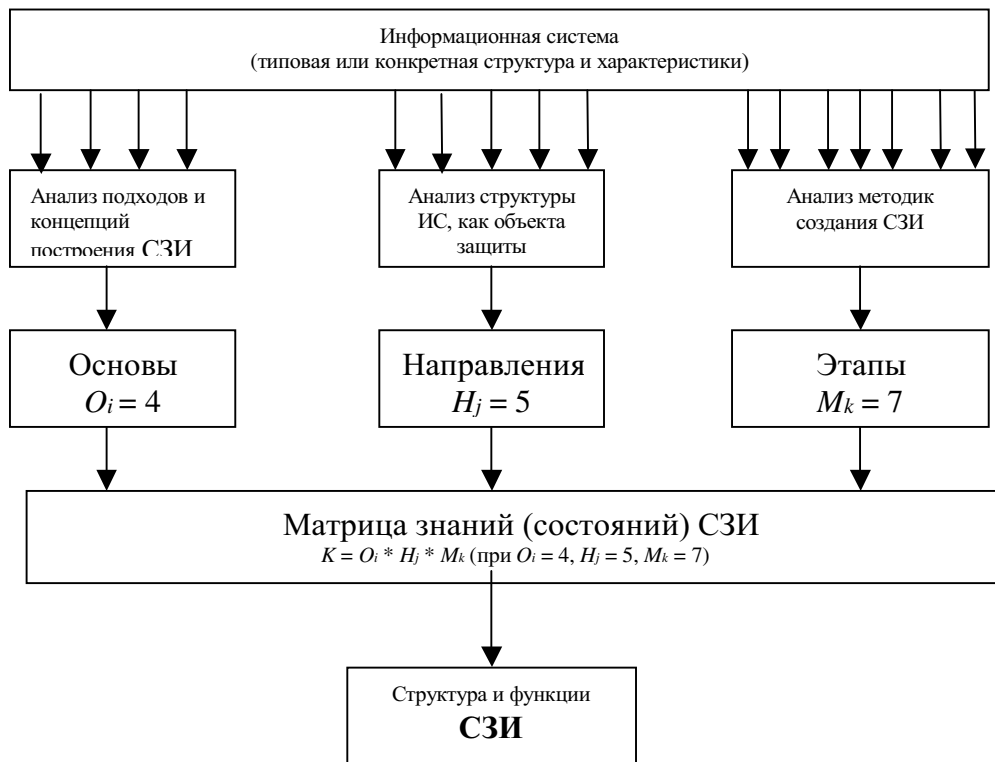 Информационная система
(типовая или конкретная структура и характеристики)
Анализ подходов и
концепций
построения СЗИ
Анализ структуры
ИС, как объекта
защиты
Анализ методик
создания СЗИ
Основы
Oi = 4
Направления
Hj = 5
Этапы
Mk = 7
Матрица знаний (состояний) СЗИ
K = Oi * Hj * Mk (при Oi = 4, Hj = 5, Mk = 7)
Структура и функции
СЗИ